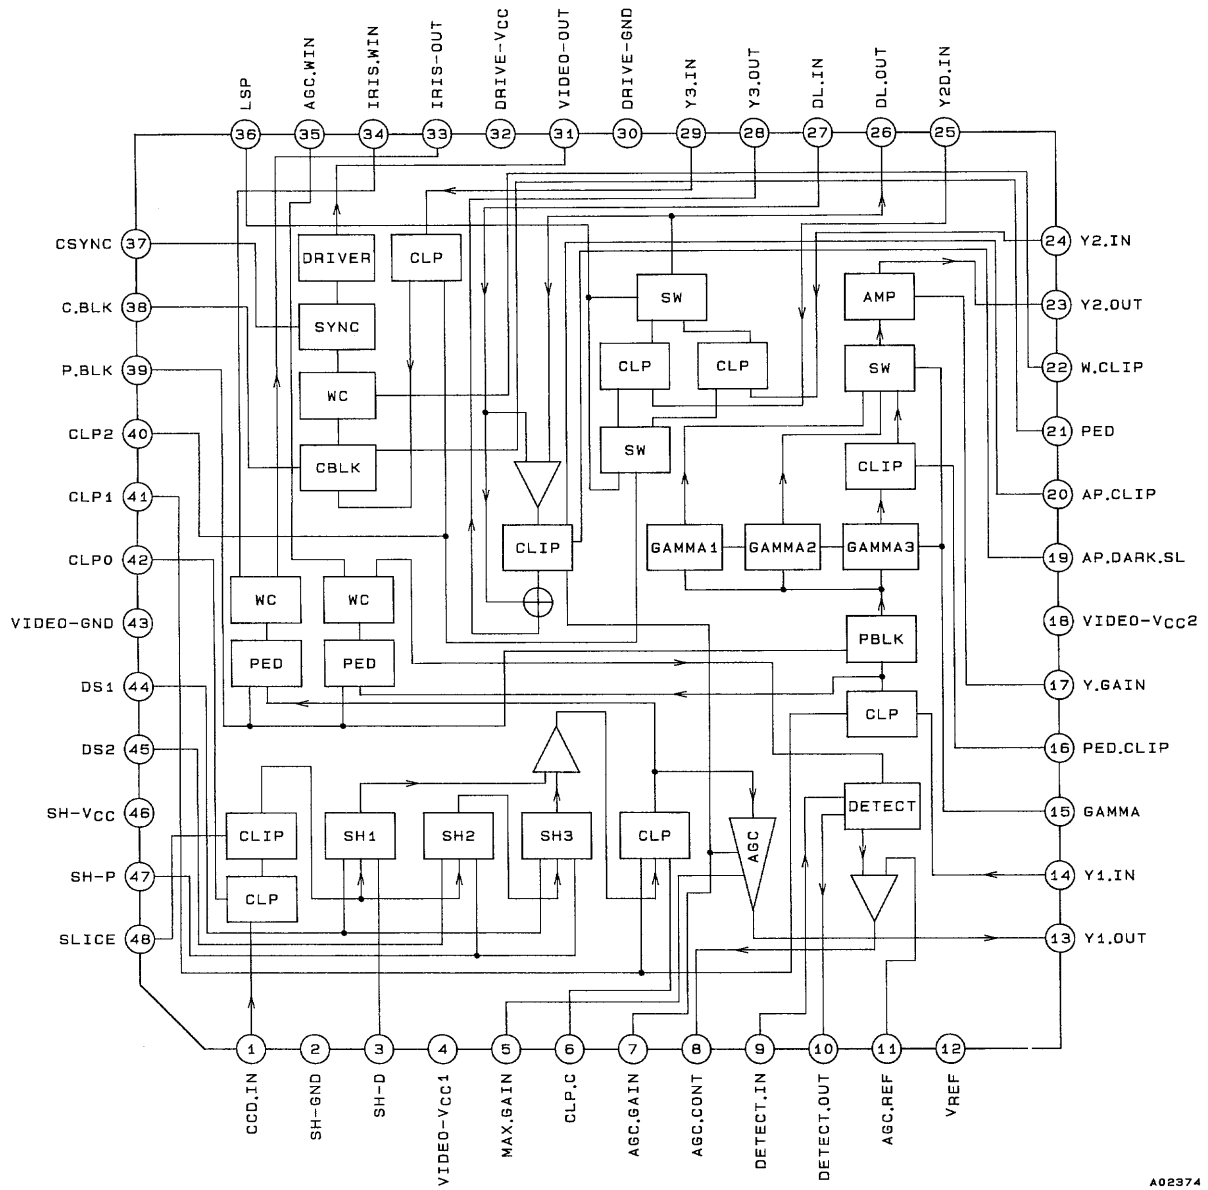 LSP
AGC.WIN
IRIS.WIN
IRIS-OUT
DRIVE-VCC
VIDEO-OUT
DRIVE-GND
Y3.IN
Y3.OUT
DL.IN
DL.OUT
Y2D.IN
36 35 34 33 32 31 30 29 28 27 26 25
CSYNC 37
C.BLK 38
P.BLK 39
CLP2 40
CLP1 41
CLP0 42
VIDEO-GND 43
DS1 44
DS2 45
SH-VCC 46
SH-P 47
SLICE 48
24 Y2.IN
23 Y2.OUT
22 W.CLIP
21 PED
20 AP.CLIP
19 AP.DARK.SL
18 VIDEO-VCC2
17 Y.GAIN
16 PED.CLIP
15 GAMMA
14 Y1.IN
13 Y1.OUT
DRIVER
CLP
SYNC
WC
CBLK
SW
CLP
CLP
SW
AMP
SW
CLIP
CLIP
GAMMA1
GAMMA2
GAMMA3
WC
WC
PED
PED
PBLK
CLP
DETECT
CLIP
SH1
SH2
SH3
CLP
AGC
CLP
1 2 3 4 5 6 7 8 9 10 11 12
CCD.IN
SH-GND
SH-D
VIDEO-VCC1
MAX.GAIN
CLP.C
AGC.GAIN
AGC.CONT
DETECT.IN
DETECT.OUT
AGC.REF
VREF
A02374